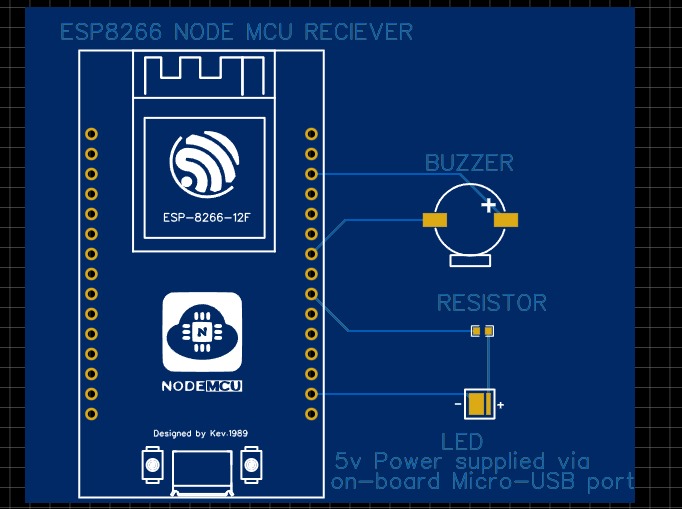 ESP8266 NODE MCU RECIEVER
BUZZER
+
ESP-8266-12F
RESISTOR
N
NODEMCU
- +
Designed by Kev.1989
LED
5v Power supplied via
on-board Micro-USB port